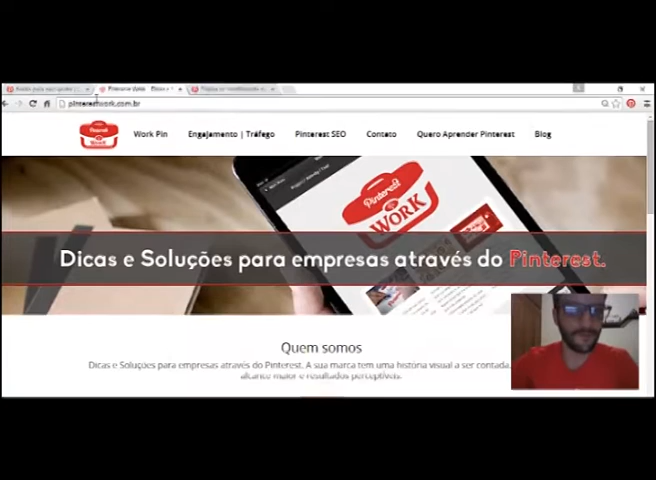 pinterestwork.com.br
Pinterest
WORK
Work Pin
Engajamento | Tráfego
Pinterest SEO
Contato
Quero Aprender Pinterest
Blog
Pinterest
WORK
Dicas e Soluções para empresas através do Pinterest.
Quem somos
Dicas e Soluções para empresas através do Pinterest. A sua marca tem uma história visual a ser contada,
alcance maior e resultados perceptíveis.